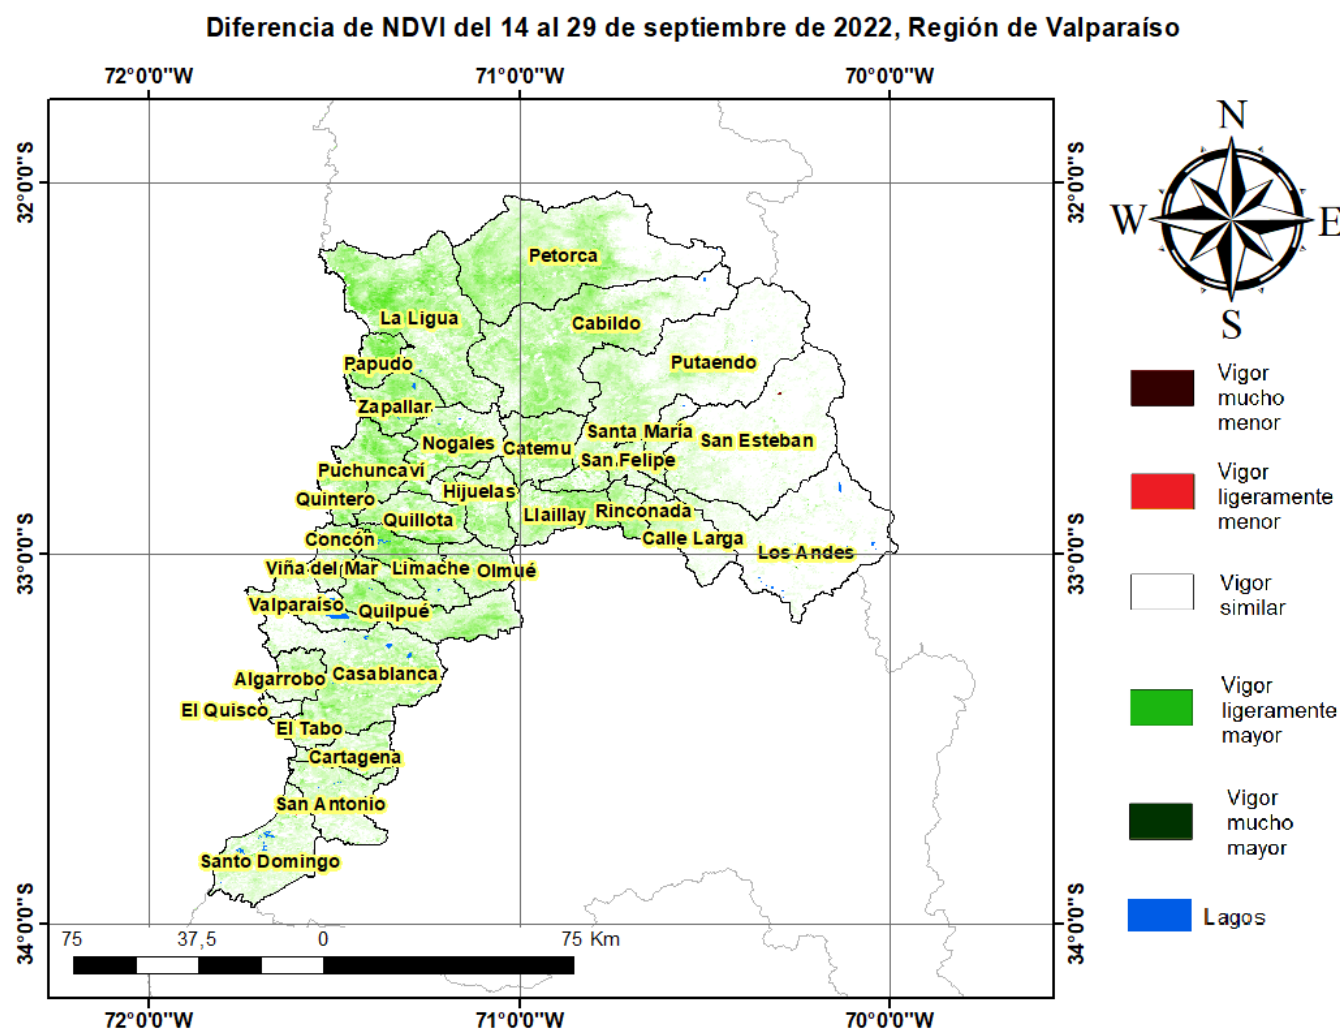 Diferencia de NDVI del 14 al 29 de septiembre de 2022, Región de Valparaíso
72°0'0"W 71°0'0"W 70°0'0"W
32°0'0"S 32°0'0"S
N
W E
S
Petorca
La Ligua
Cabildo
Papudo
Putaendo
Zapallar
Nogales
Catemu
Santa María
San Esteban
San Felipe
Puchuncaví
Quintero
Hijuelas
Quillota
Llaillay
Rinconada
Concón
Calle Larga
Los Andes
33°0'0"S 33°0'0"S
Viña del Mar
Limache
Olmué
Valparaíso
Quilpué
Algarrobo
Casablanca
El Quisco
El Tabo
Cartagena
San Antonio
Santo Domingo
34°0'0"S 34°0'0"S
75 37,5 0 75 Km
72°0'0"W 71°0'0"W 70°0'0"W
Vigor
mucho
menor
Vigor
ligeramente
menor
Vigor
similar
Vigor
ligeramente
mayor
Vigor
mucho
mayor
Lagos